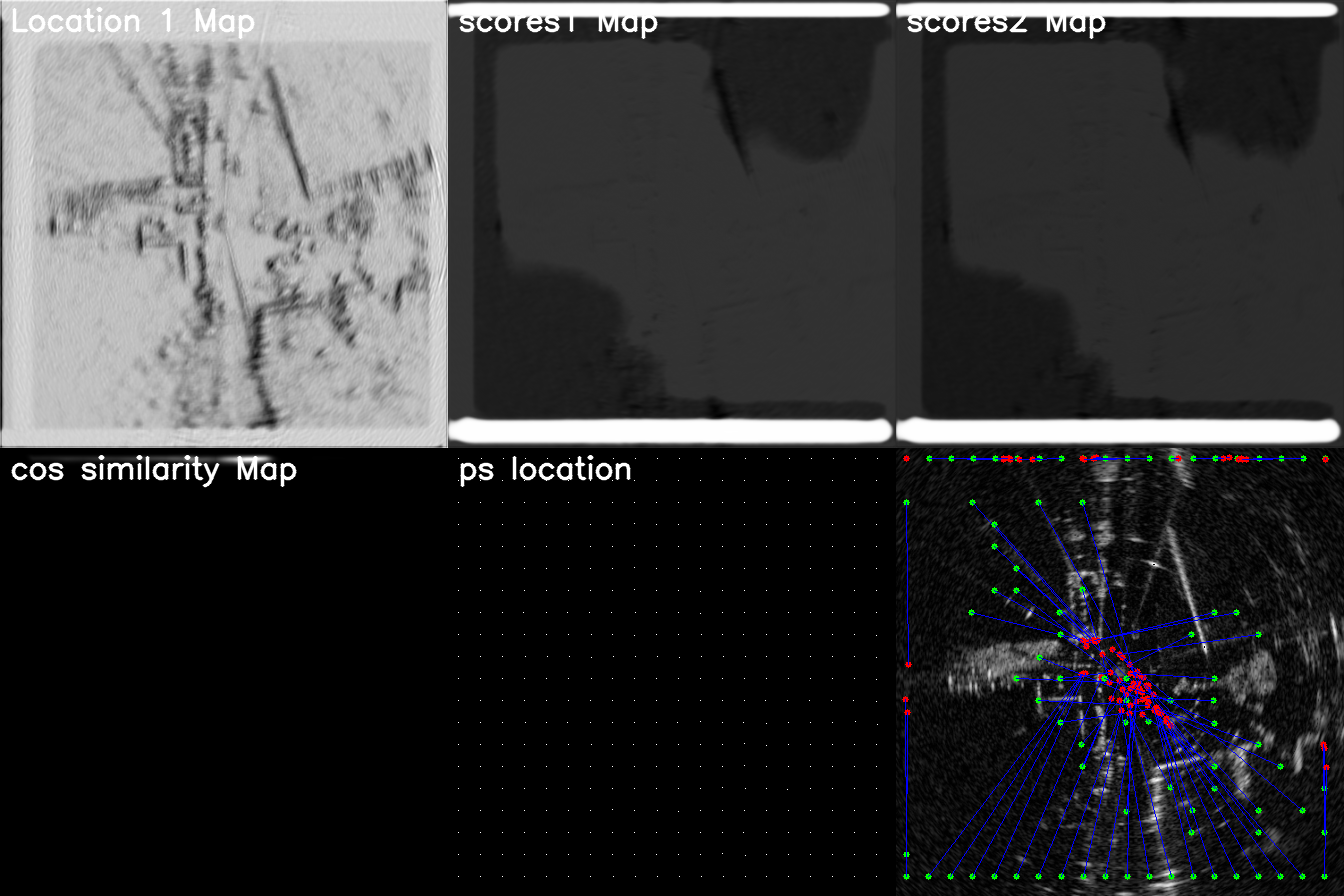 Location 1 Map
scores1 Map
scores2 Map
cos similarity Map
ps location